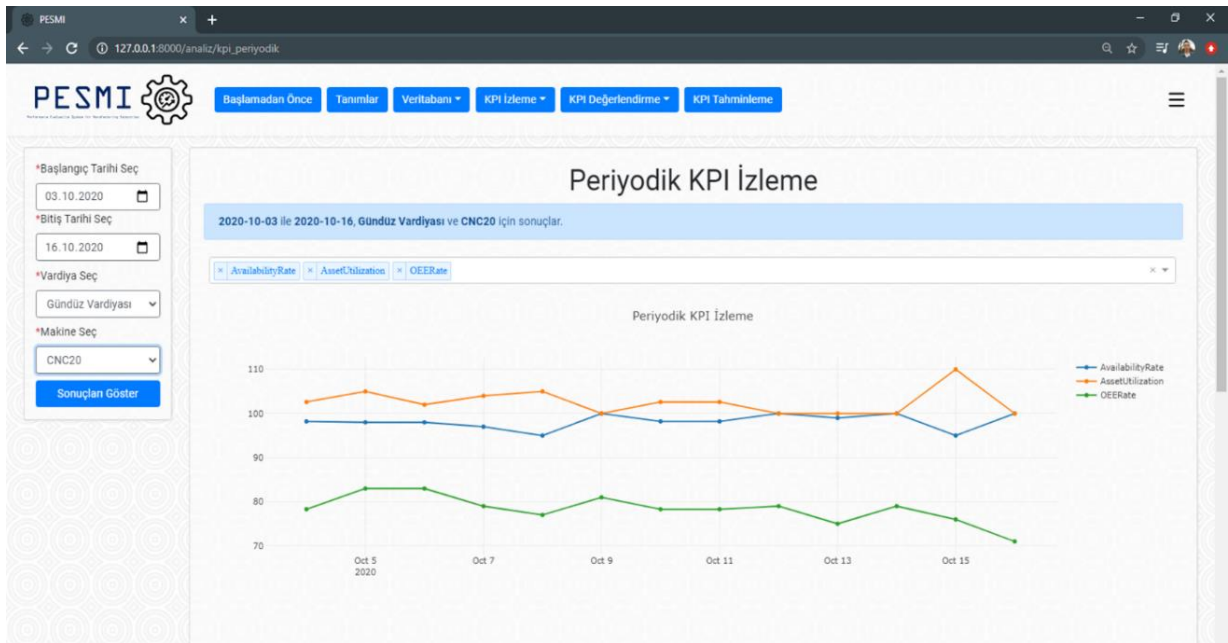 PESMI
127.0.0.1:8000/analiz/kpi_periyodik
PESMI
Başlamadan Önce
Tanımlar
Veritabanı
KPI İzleme
KPI Değerlendirme
KPI Tahminleme
*Başlangıç Tarihi Seç
03.10.2020
*Bitiş Tarihi Seç
16.10.2020
*Vardiya Seç
Gündüz Vardiyası
*Makine Seç
CNC20
Sonuçları Göster
Periyodik KPI İzleme
2020-10-03 ile 2020-10-16, Gündüz Vardiyası ve CNC20 için sonuçlar.
× AvailabilityRate × AssetUtilization × OEERate
Periyodik KPI İzleme
110
100
90
80
70
Oct 5
2020
Oct 7
Oct 9
Oct 11
Oct 13
Oct 15
AvailabilityRate
AssetUtilization
OEERate